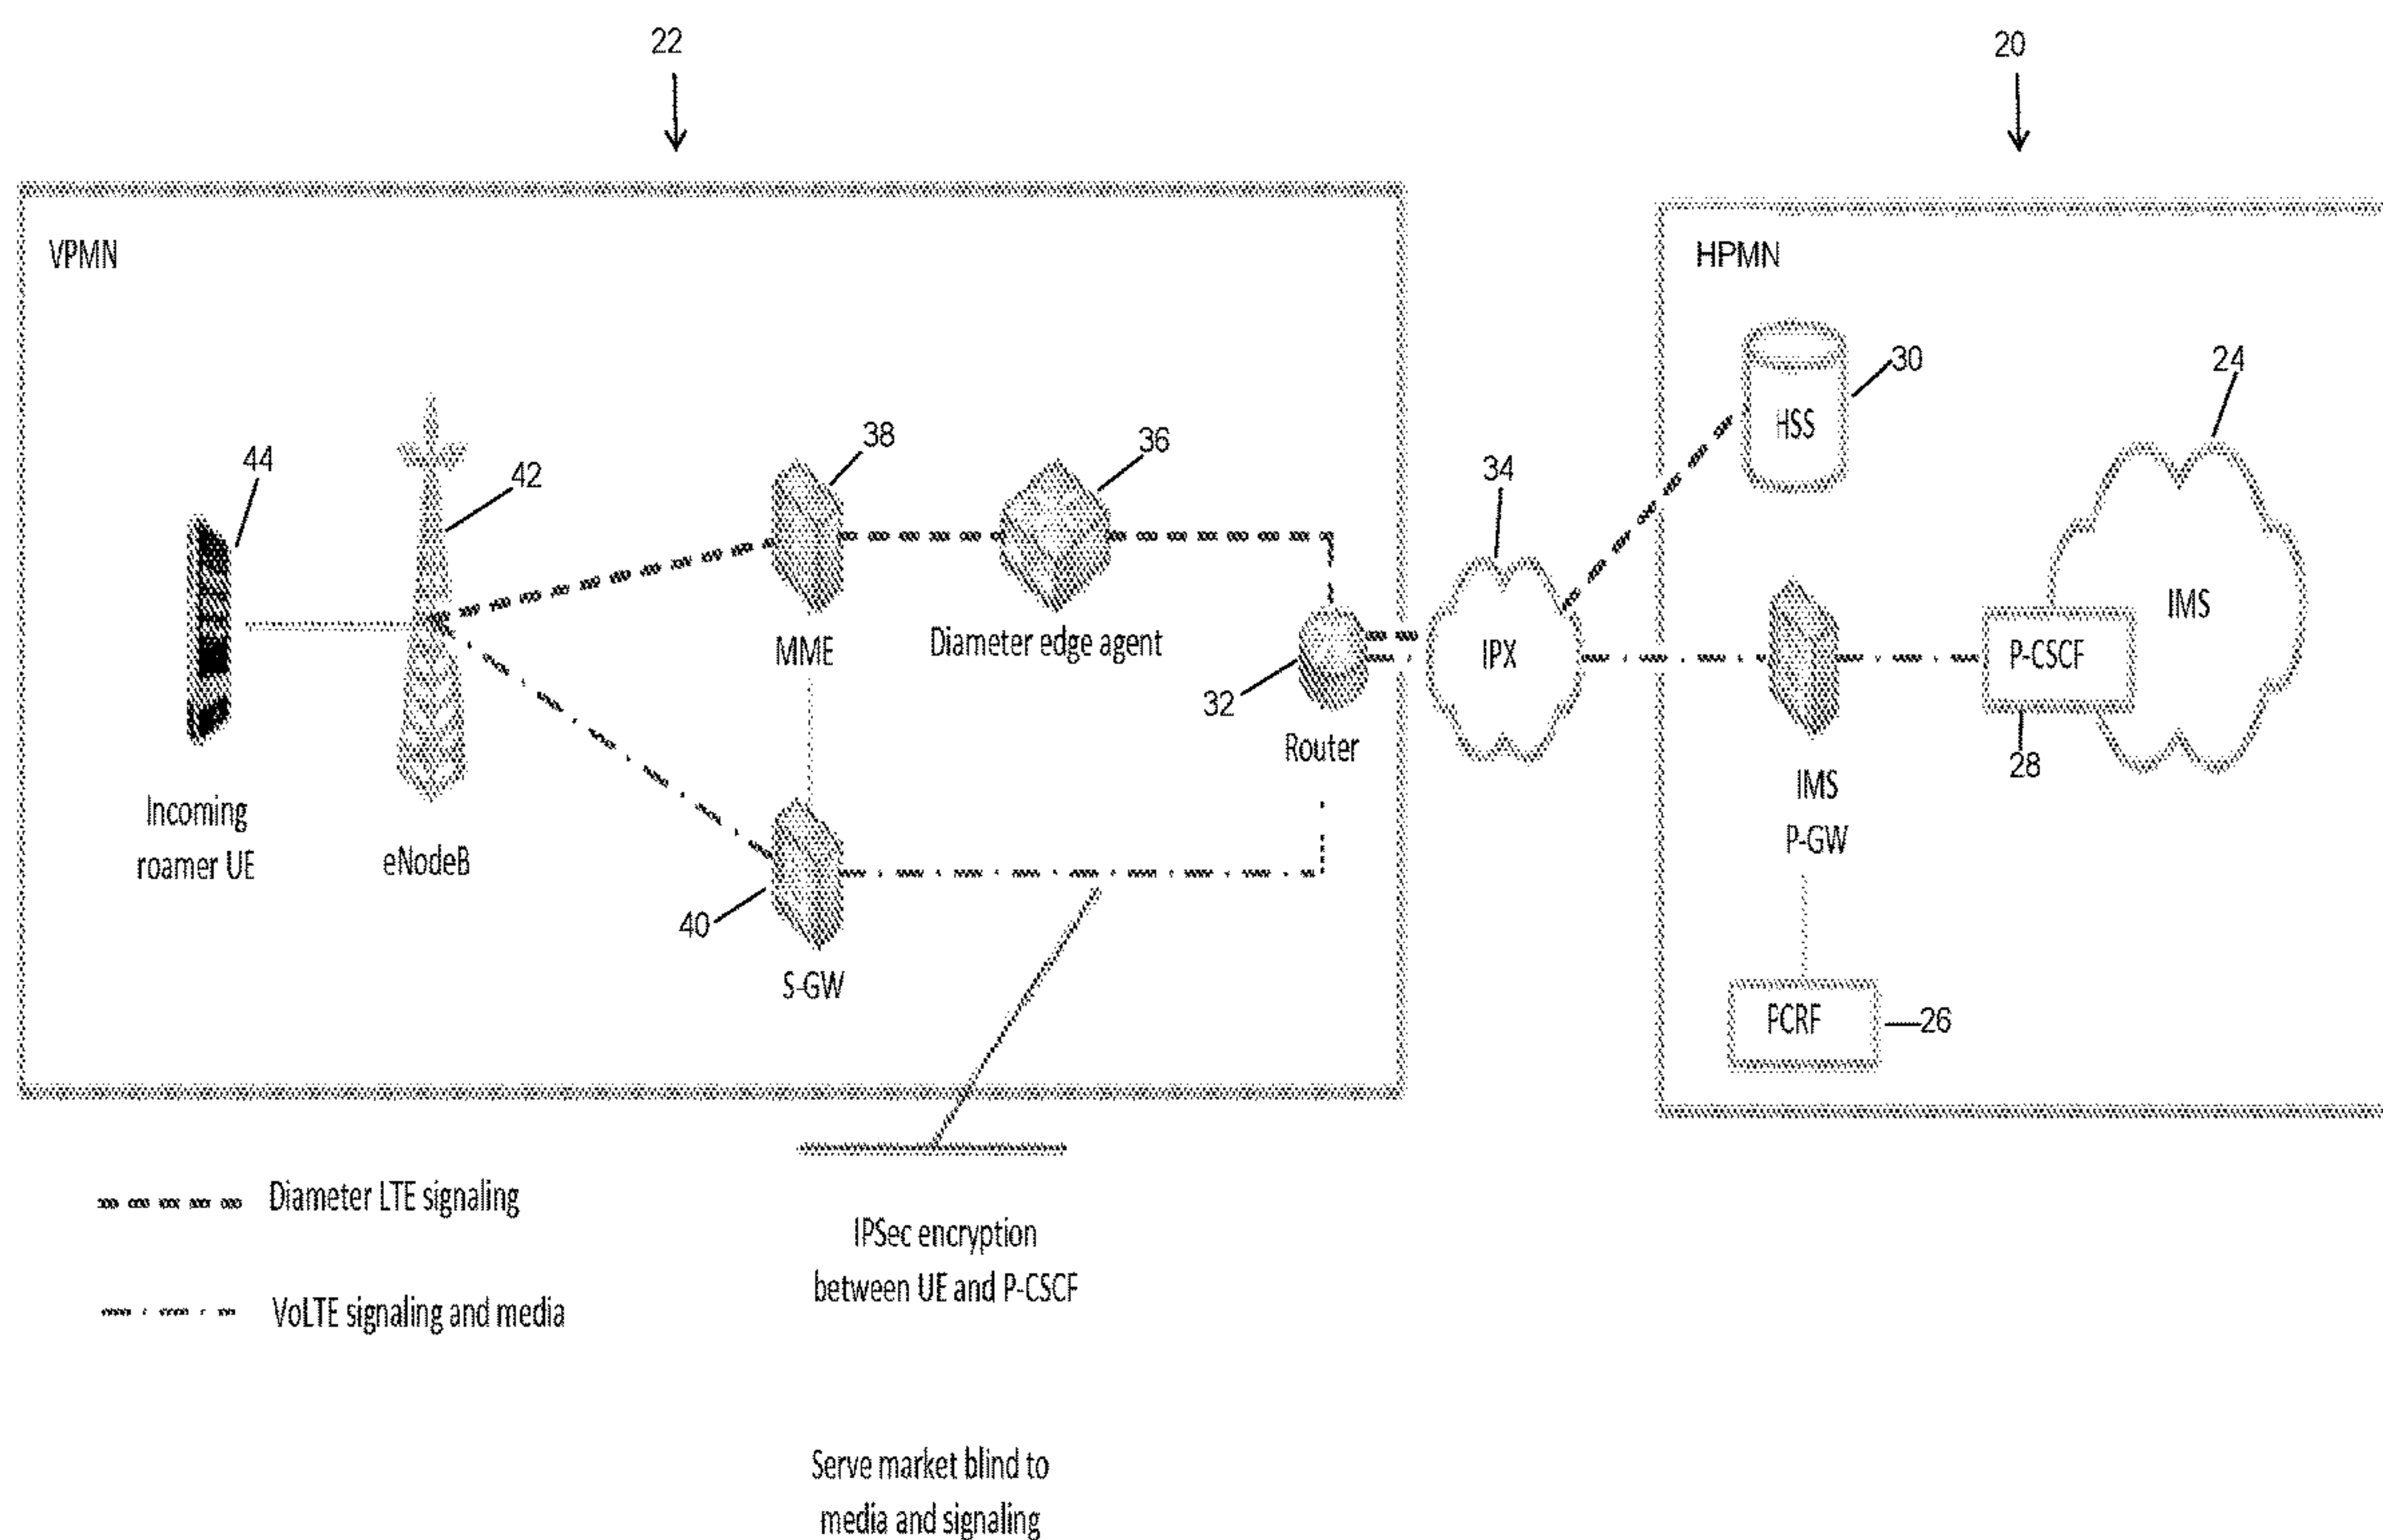 22
20
VPMN
HPMN
30
24
HSS
38
36
44
42
34
IMS
MME
Diameter edge agent
IPX
P-CSCF
32
Router
28
IMS
P-GW
Incoming
roamer UE
eNodeB
40
S-GW
PCRF
26
Diameter LTE signaling
IPSec encryption
between UE and P-CSCF
VoLTE signaling and media
Serve market blind to
media and signaling